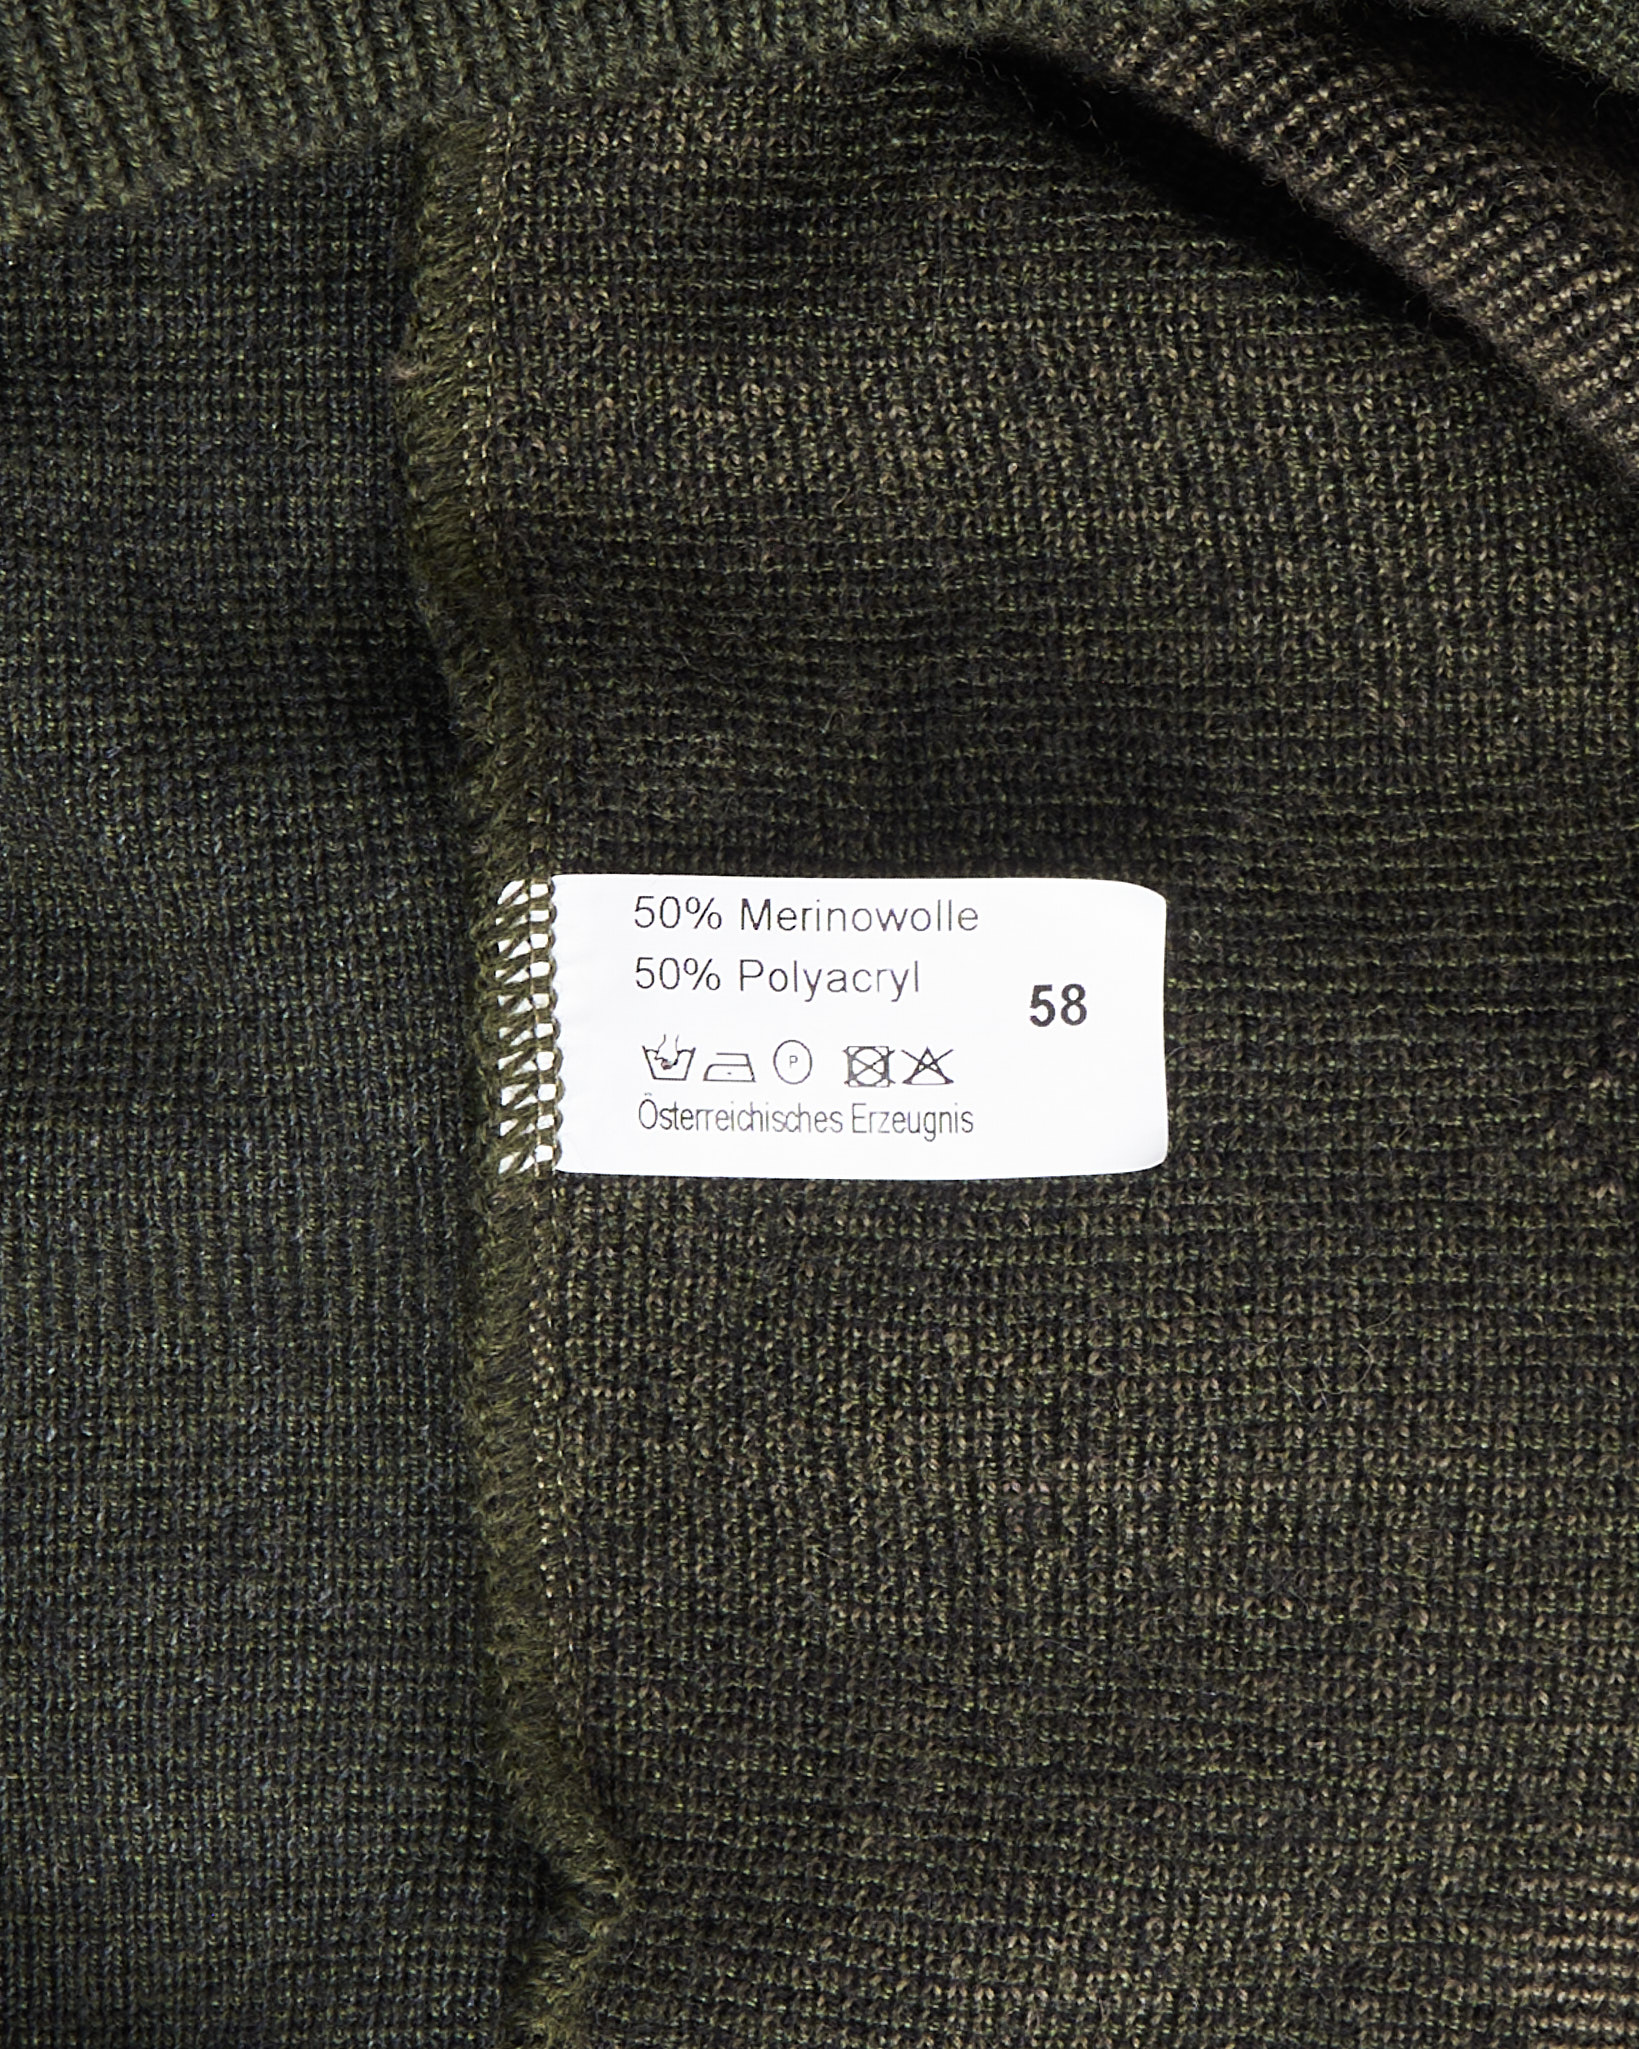 50% Merinowolle
50% Polyacryl
58
P
Österreichisches Erzeugnis